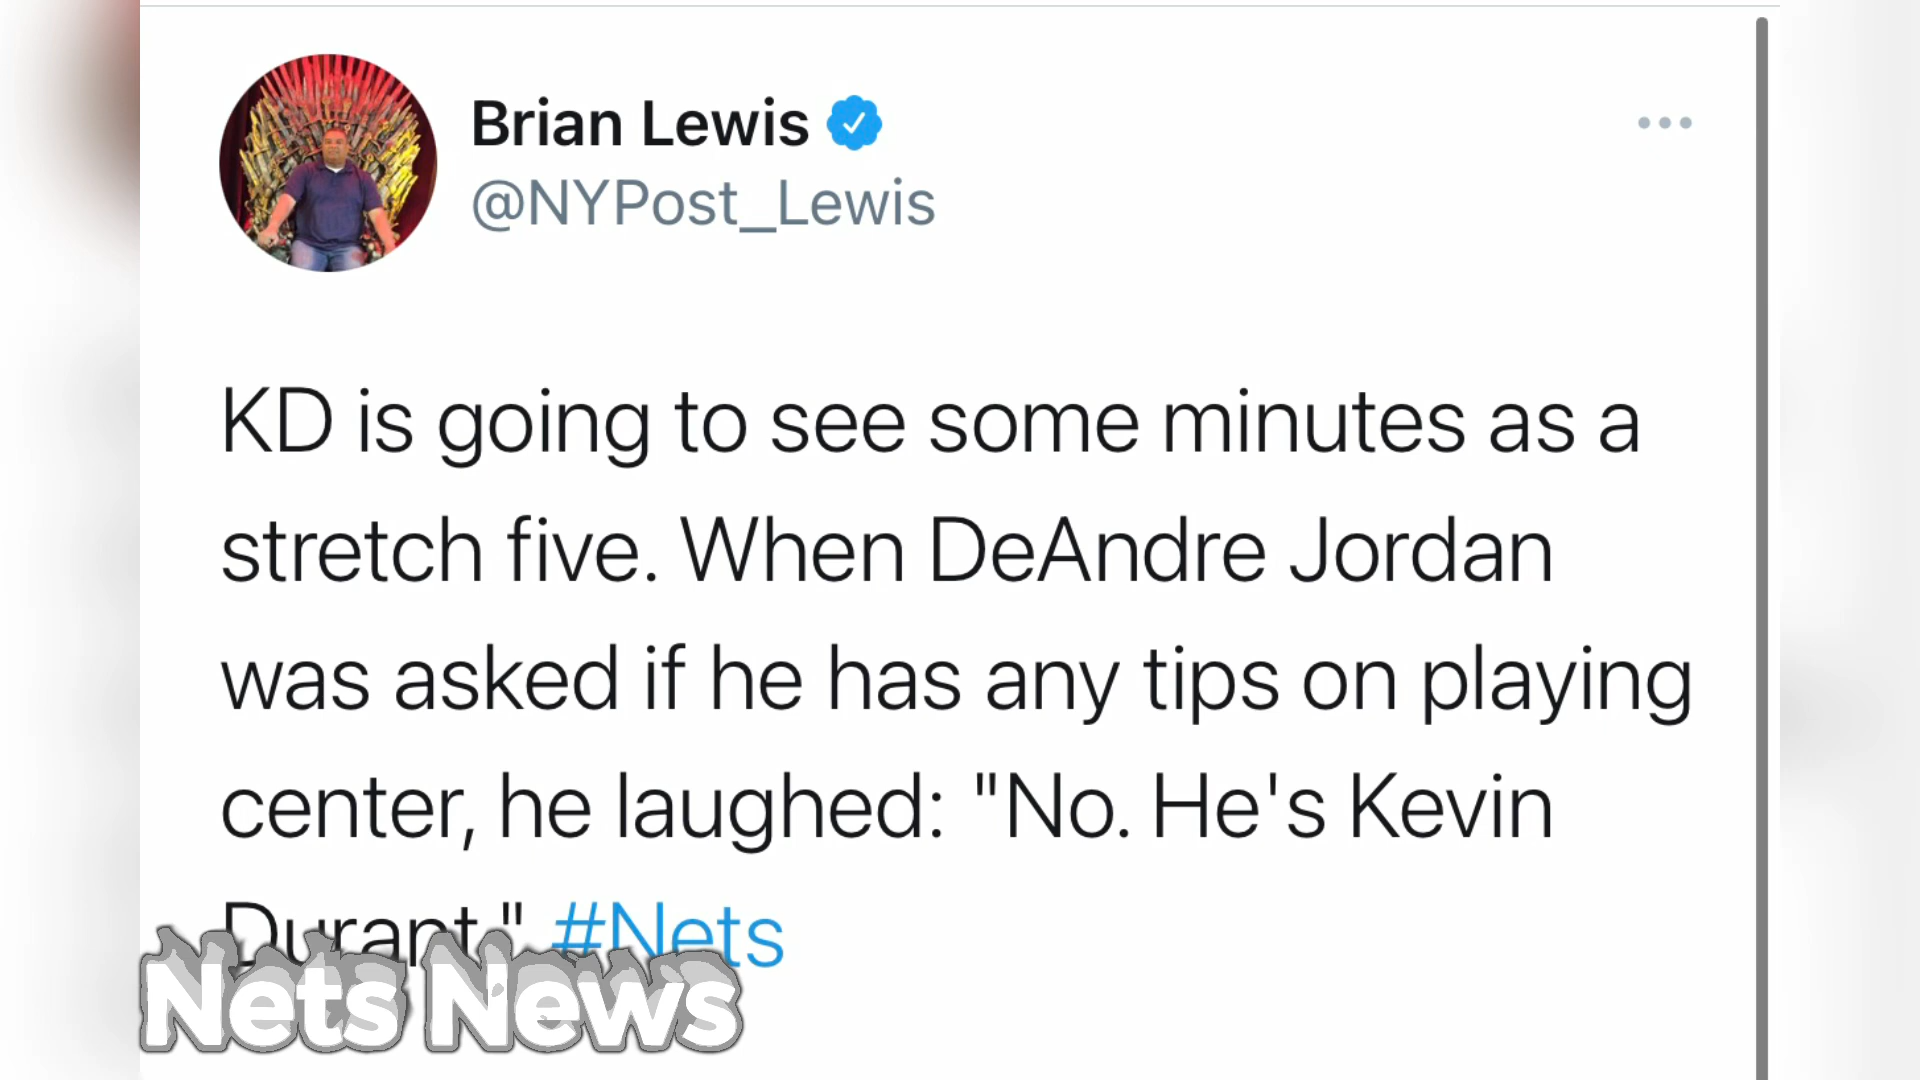 Brian Lewis
@NYPost_Lewis
KD is going to see some minutes as a
stretch five. When DeAndre Jordan
was asked if he has any tips on playing
center, he laughed: "No. He's Kevin
Durant." #Nets
Nets News